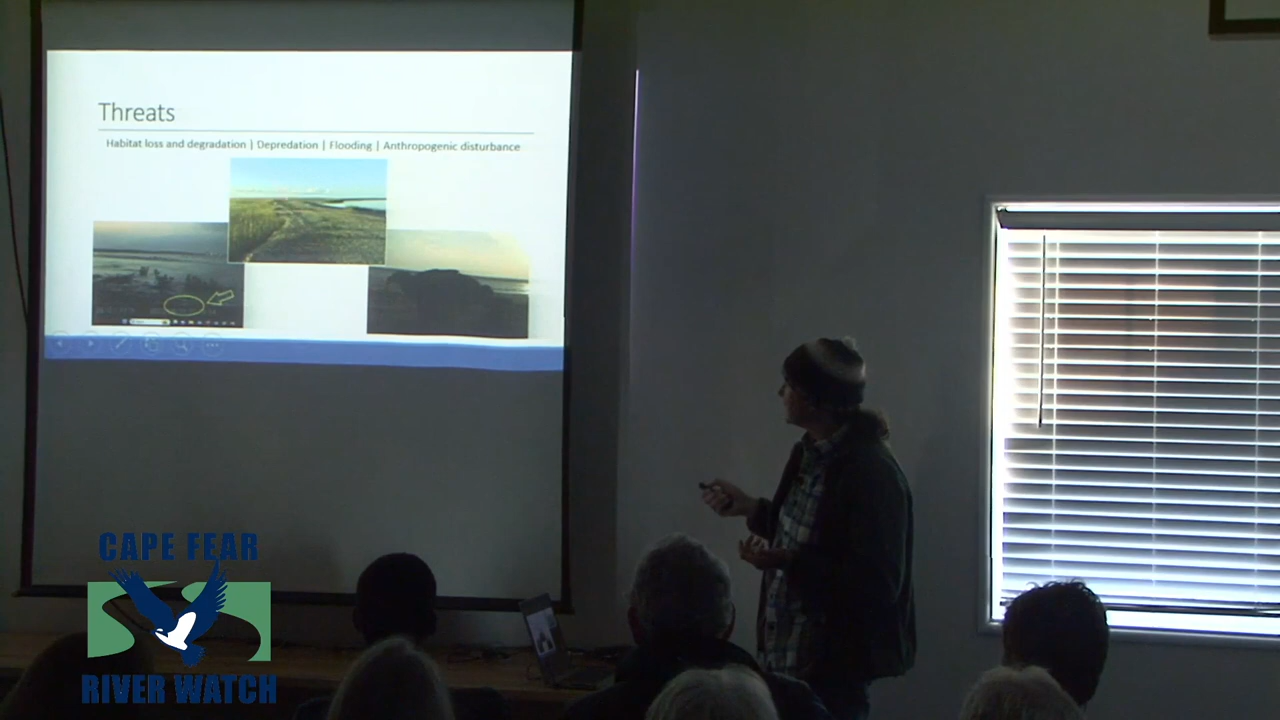 Threats
Habitat loss and degradation | Depredation | Flooding | Anthropogenic disturbance
CAPE FEAR
RIVER WATCH